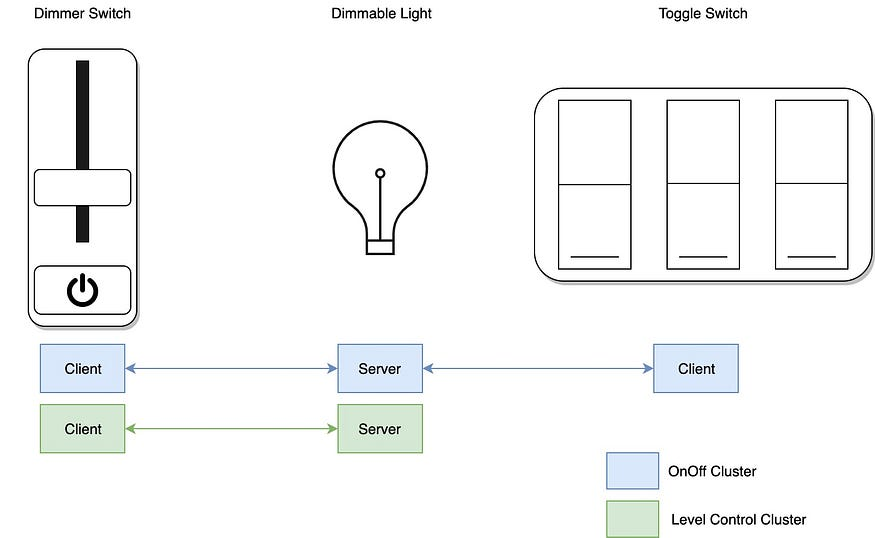 Dimmer Switch
Dimmable Light
Toggle Switch
Client
Server
Client
Client
Server
OnOff Cluster
Level Control Cluster